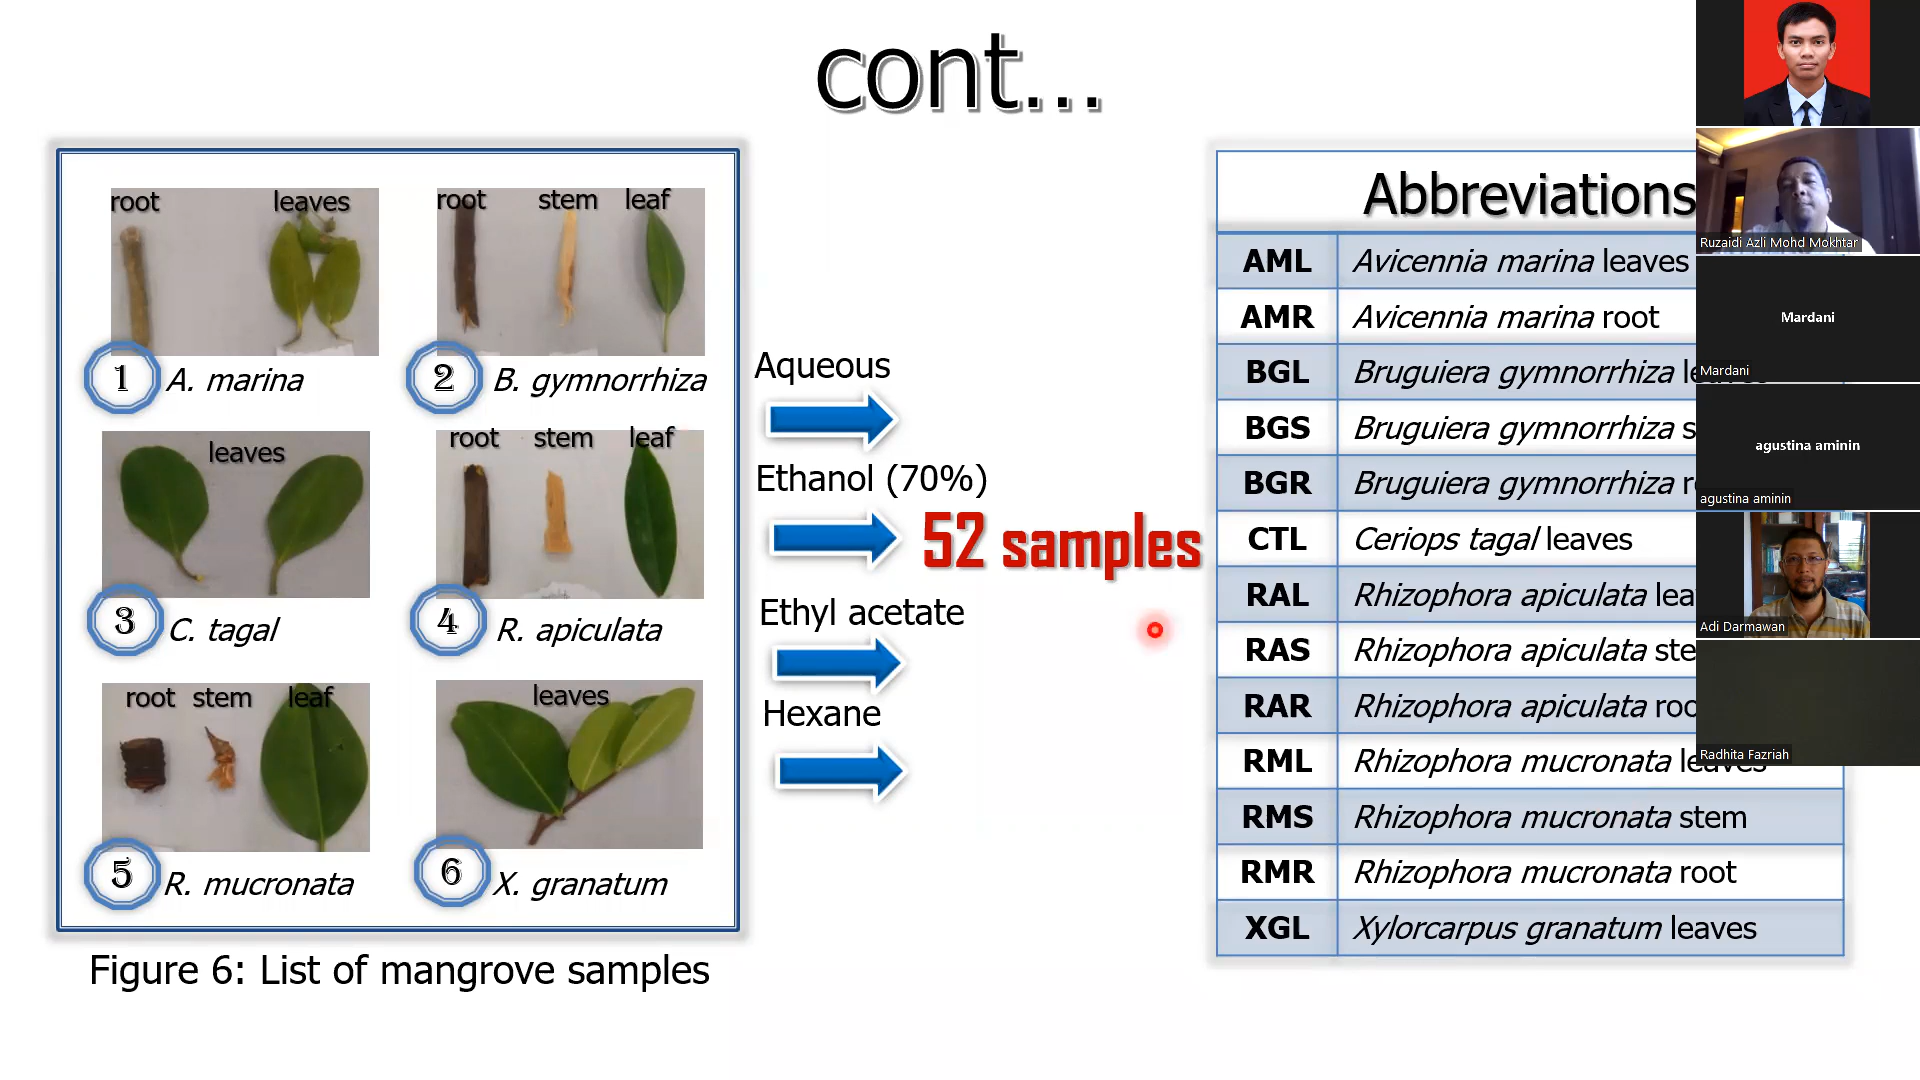 cont...
root leaves
1 A. marina
root stem leaf
2 B. gymnorrhiza
leaves
3 C. tagal
root stem leaf
4 R. apiculata
root stem leaf
5 R. mucronata
leaves
6 X. granatum
Figure 6: List of mangrove samples
Aqueous
Ethanol (70%)
52 samples
Ethyl acetate
Hexane
Abbreviations
AML Avicennia marina leaves
AMR Avicennia marina root
BGL Bruguiera gymnorrhiza leaves
BGS Bruguiera gymnorrhiza
BGR Bruguiera gymnorrhiza
CTL Ceriops tagal leaves
RAL Rhizophora apiculata
RAS Rhizophora apiculata
RAR Rhizophora apiculata
RML Rhizophora mucronata leaves
RMS Rhizophora mucronata stem
RMR Rhizophora mucronata root
XGL Xylorcarpus granatum leaves
Ruzaidi Azli Mohd Mokhtar
Mardani
Mardani
agustina aminin
agustina aminin
Adi Darmawan
Radhita Fazriah